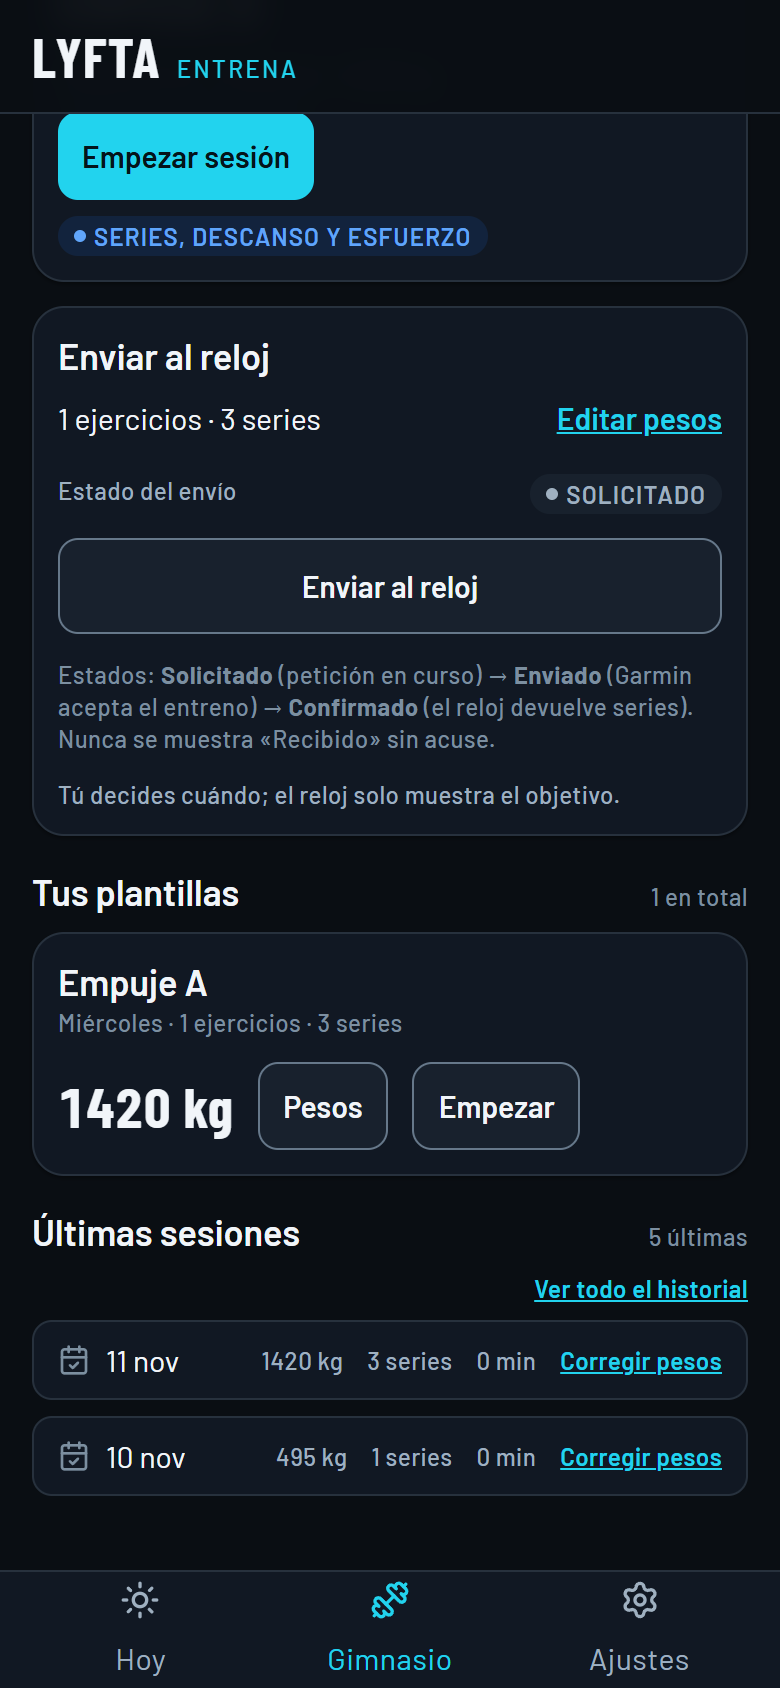 LYFTA ENTRENA
Empezar sesión
SERIES, DESCANSO Y ESFUERZO
Enviar al reloj
1 ejercicios · 3 series Editar pesos
Estado del envío SOLICITADO
Enviar al reloj
Estados: Solicitado (petición en curso) → Enviado (Garmin
acepta el entreno) → Confirmado (el reloj devuelve series).
Nunca se muestra «Recibido» sin acuse.
Tú decides cuándo; el reloj solo muestra el objetivo.
Tus plantillas 1 en total
Empuje A
Miércoles · 1 ejercicios · 3 series
1420 kg Pesos Empezar
Últimas sesiones 5 últimas
Ver todo el historial
11 nov 1420 kg 3 series 0 min Corregir pesos
10 nov 495 kg 1 series 0 min Corregir pesos
Hoy Gimnasio Ajustes